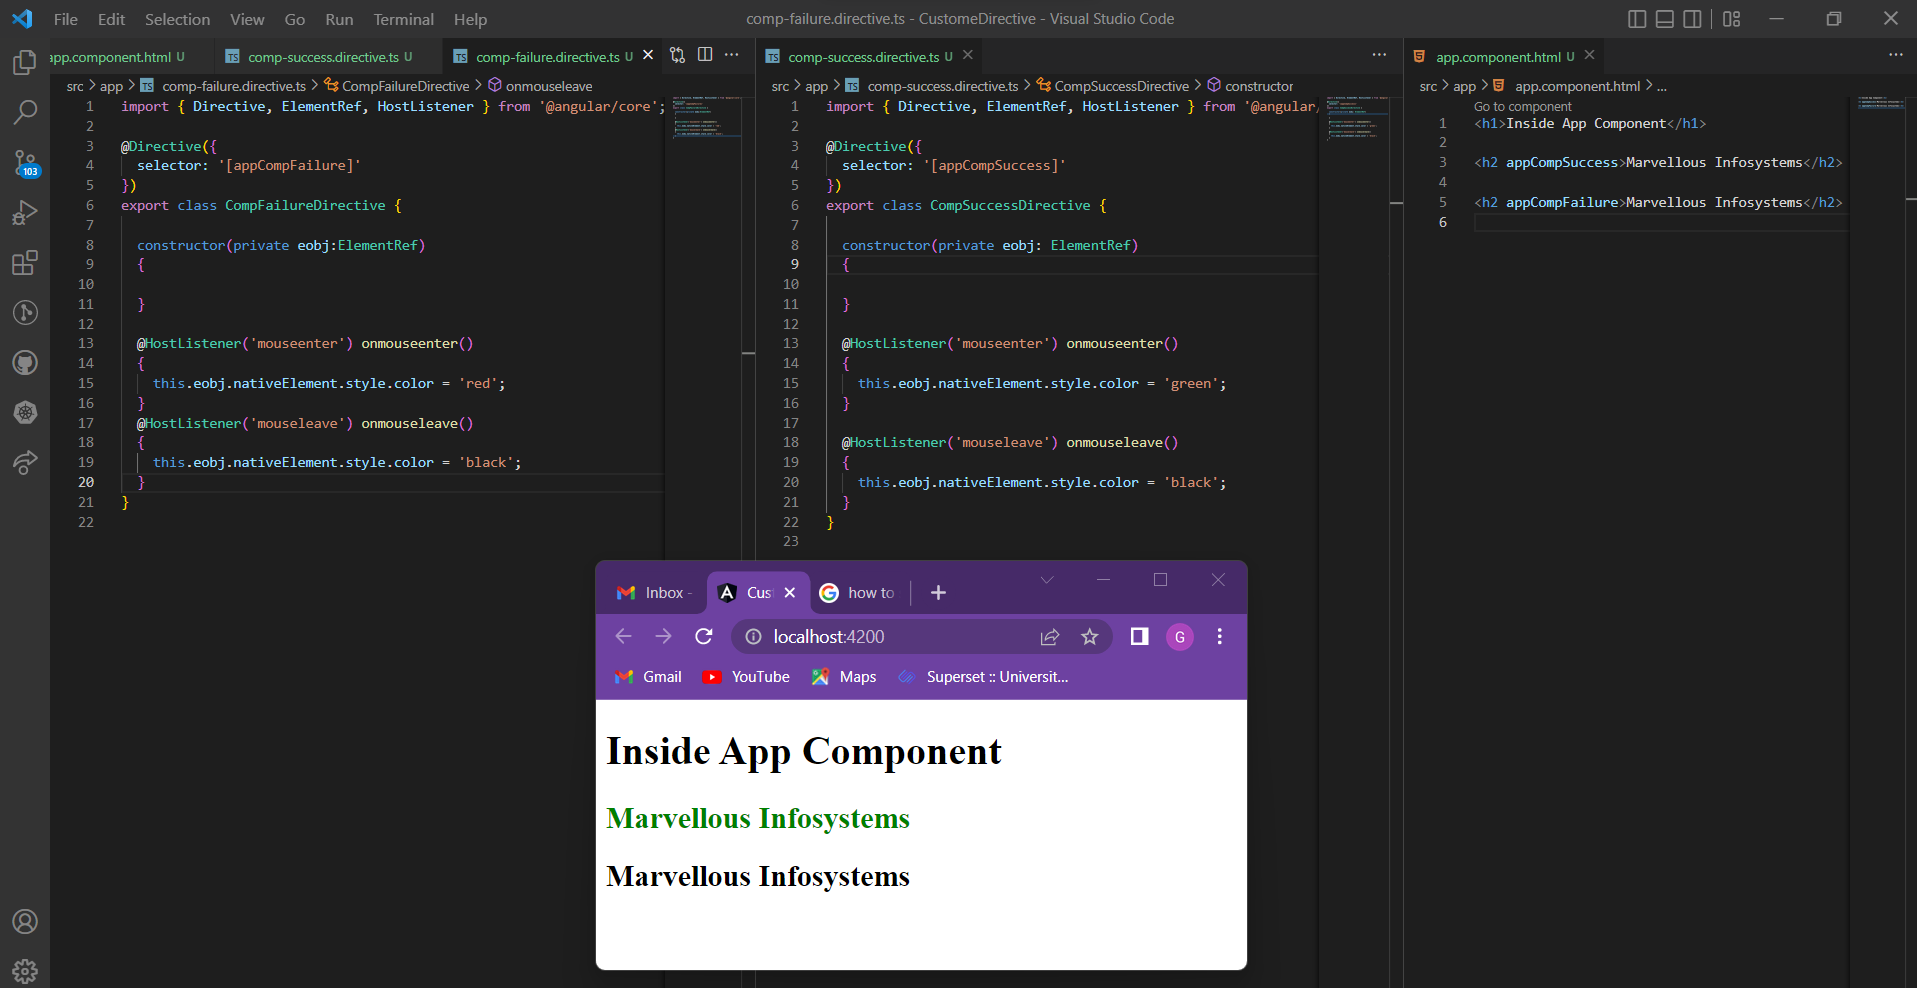 File Edit Selection View Go Run Terminal Help
comp-failure.directive.ts - CustomeDirective - Visual Studio Code
app.component.html U
comp-success.directive.ts U
comp-failure.directive.ts U
src > app > comp-failure.directive.ts > CompFailureDirective > onmouseleave
1 import { Directive, ElementRef, HostListener } from '@angular/core';
2
3 @Directive({
4 selector: '[appCompFailure]'
5 })
6 export class CompFailureDirective {
7
8 constructor(private eobj:ElementRef)
9 {
10
11 }
12
13 @HostListener('mouseenter') onmouseenter()
14 {
15 this.eobj.nativeElement.style.color = 'red';
16 }
17 @HostListener('mouseleave') onmouseleave()
18 {
19 this.eobj.nativeElement.style.color = 'black';
20 }
21 }
22
comp-success.directive.ts U
src > app > comp-success.directive.ts > CompSuccessDirective > constructor
1 import { Directive, ElementRef, HostListener } from '@angular/
2
3 @Directive({
4 selector: '[appCompSuccess]'
5 })
6 export class CompSuccessDirective {
7
8 constructor(private eobj: ElementRef)
9 {
10
11 }
12
13 @HostListener('mouseenter') onmouseenter()
14 {
15 this.eobj.nativeElement.style.color = 'green';
16 }
17
18 @HostListener('mouseleave') onmouseleave()
19 {
20 this.eobj.nativeElement.style.color = 'black';
21 }
22 }
23
app.component.html U
src > app > app.component.html > ...
Go to component
1 <h1>Inside App Component</h1>
2
3 <h2 appCompSuccess>Marvellous Infosystems</h2>
4
5 <h2 appCompFailure>Marvellous Infosystems</h2>
6
103
Inbox - Cus how to
localhost:4200
G
Gmail YouTube Maps Superset :: Universit...
Inside App Component
Marvellous Infosystems
Marvellous Infosystems